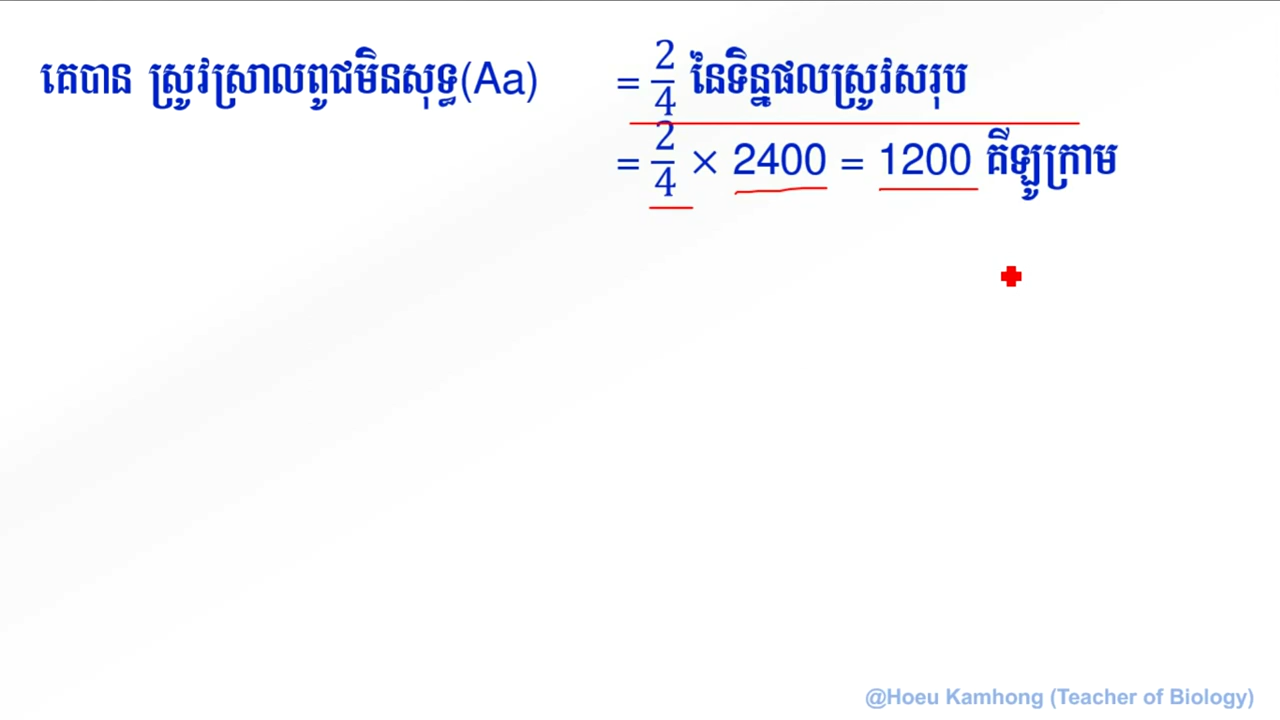 គេបាន ស្រូវស្រាលពូជមិនសុទ្ធ(Aa) = 2/4 នៃទិន្នផលស្រូវសរុប
= 2/4 × 2400 = 1200 គីឡូក្រាម
@Hoeu Kamhong (Teacher of Biology)